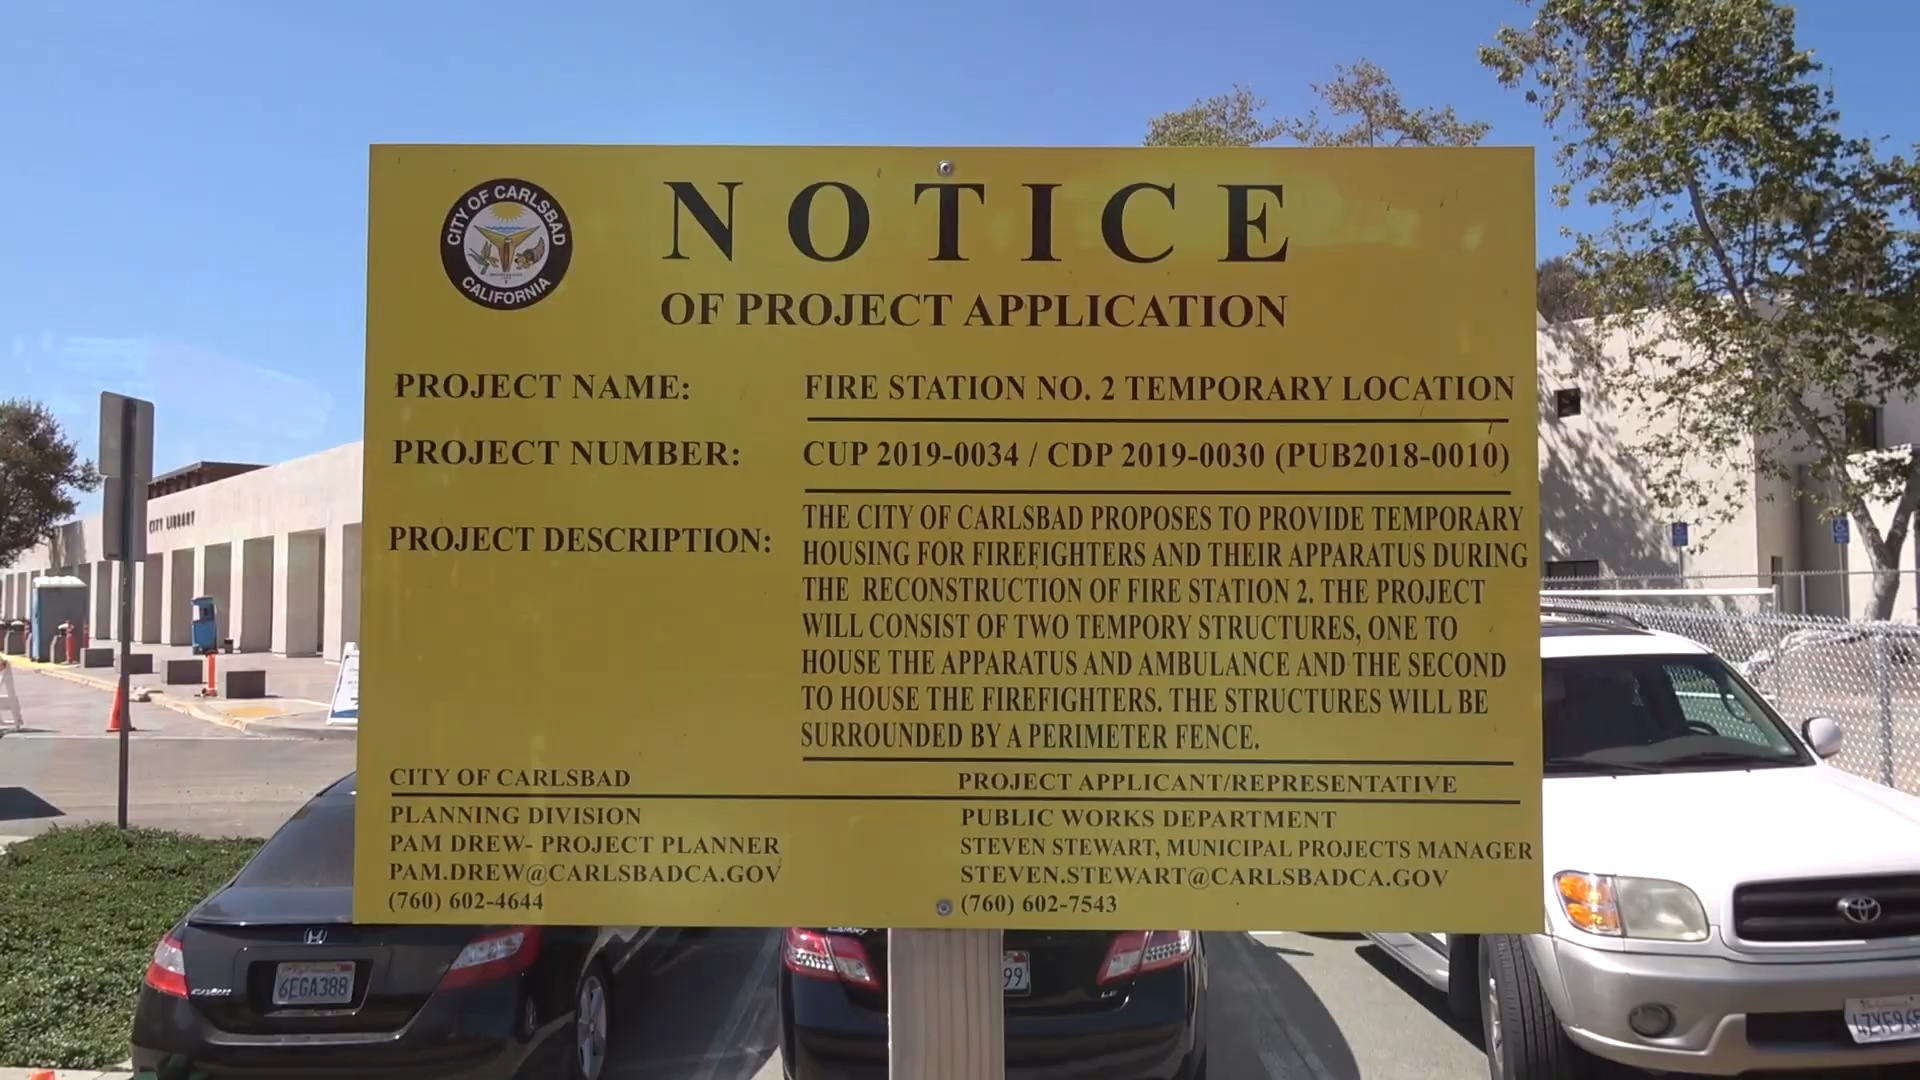 CITY OF CARLSBAD
CALIFORNIA
NOTICE
OF PROJECT APPLICATION
PROJECT NAME: FIRE STATION NO. 2 TEMPORARY LOCATION
PROJECT NUMBER: CUP 2019-0034 / CDP 2019-0030 (PUB2018-0010)
PROJECT DESCRIPTION: THE CITY OF CARLSBAD PROPOSES TO PROVIDE TEMPORARY
HOUSING FOR FIREFIGHTERS AND THEIR APPARATUS DURING
THE RECONSTRUCTION OF FIRE STATION 2. THE PROJECT
WILL CONSIST OF TWO TEMPORY STRUCTURES, ONE TO
HOUSE THE APPARATUS AND AMBULANCE AND THE SECOND
TO HOUSE THE FIREFIGHTERS. THE STRUCTURES WILL BE
SURROUNDED BY A PERIMETER FENCE.
CITY OF CARLSBAD
PLANNING DIVISION
PAM DREW- PROJECT PLANNER
PAM.DREW@CARLSBADCA.GOV
(760) 602-4644
PROJECT APPLICANT/REPRESENTATIVE
PUBLIC WORKS DEPARTMENT
STEVEN STEWART, MUNICIPAL PROJECTS MANAGER
STEVEN.STEWART@CARLSBADCA.GOV
(760) 602-7543
CITY LIBRARY
6EGA388
99
LE